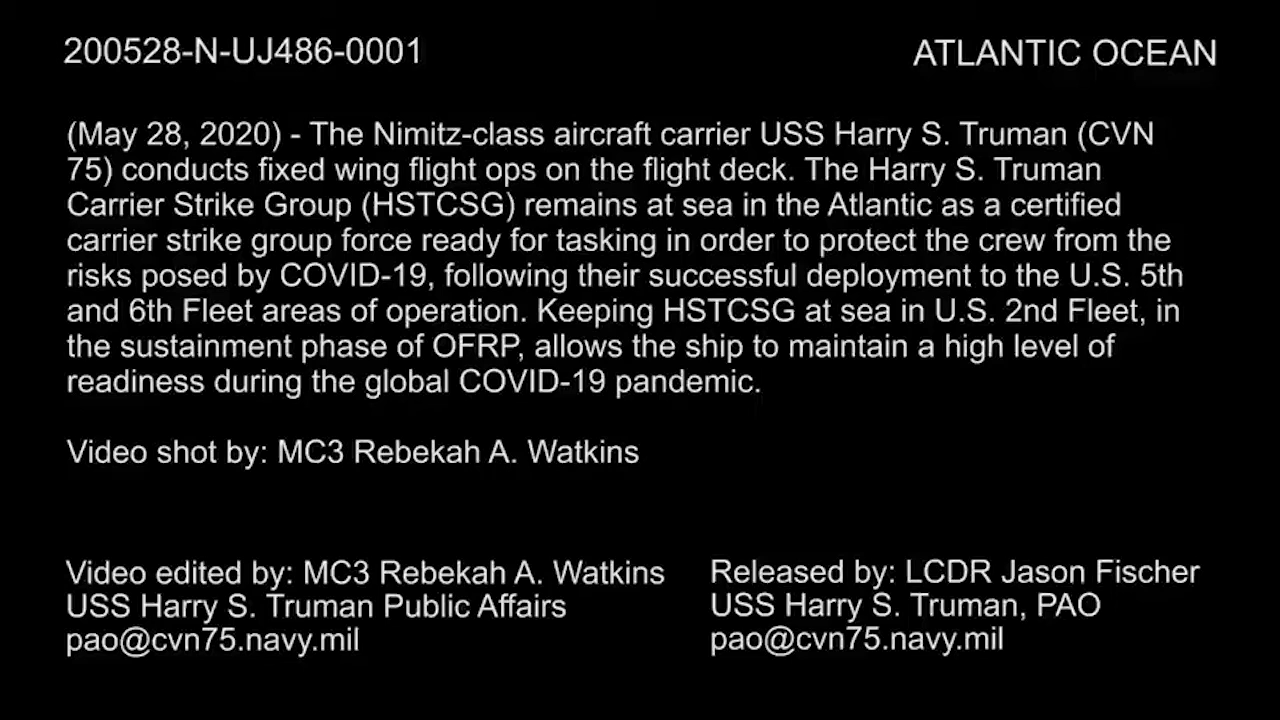 200528-N-UJ486-0001
ATLANTIC OCEAN
(May 28, 2020) - The Nimitz-class aircraft carrier USS Harry S. Truman (CVN
75) conducts fixed wing flight ops on the flight deck. The Harry S. Truman
Carrier Strike Group (HSTCSG) remains at sea in the Atlantic as a certified
carrier strike group force ready for tasking in order to protect the crew from the
risks posed by COVID-19, following their successful deployment to the U.S. 5th
and 6th Fleet areas of operation. Keeping HSTCSG at sea in U.S. 2nd Fleet, in
the sustainment phase of OFRP, allows the ship to maintain a high level of
readiness during the global COVID-19 pandemic.
Video shot by: MC3 Rebekah A. Watkins
Video edited by: MC3 Rebekah A. Watkins
USS Harry S. Truman Public Affairs
pao@cvn75.navy.mil
Released by: LCDR Jason Fischer
USS Harry S. Truman, PAO
pao@cvn75.navy.mil